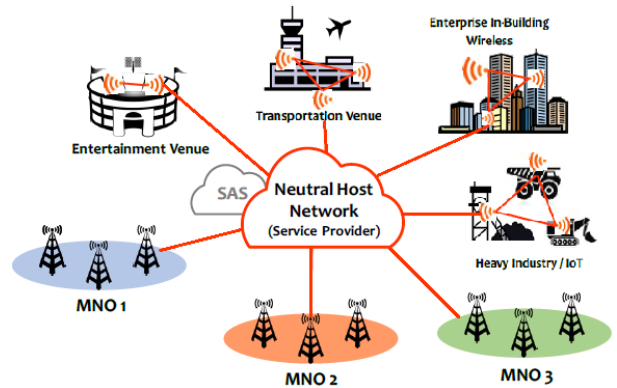 Enterprise In-Building
Wireless
Transportation Venue
Entertainment Venue
SAS
Neutral Host
Network
(Service Provider)
Heavy Industry / IoT
MNO 1
MNO 2
MNO 3